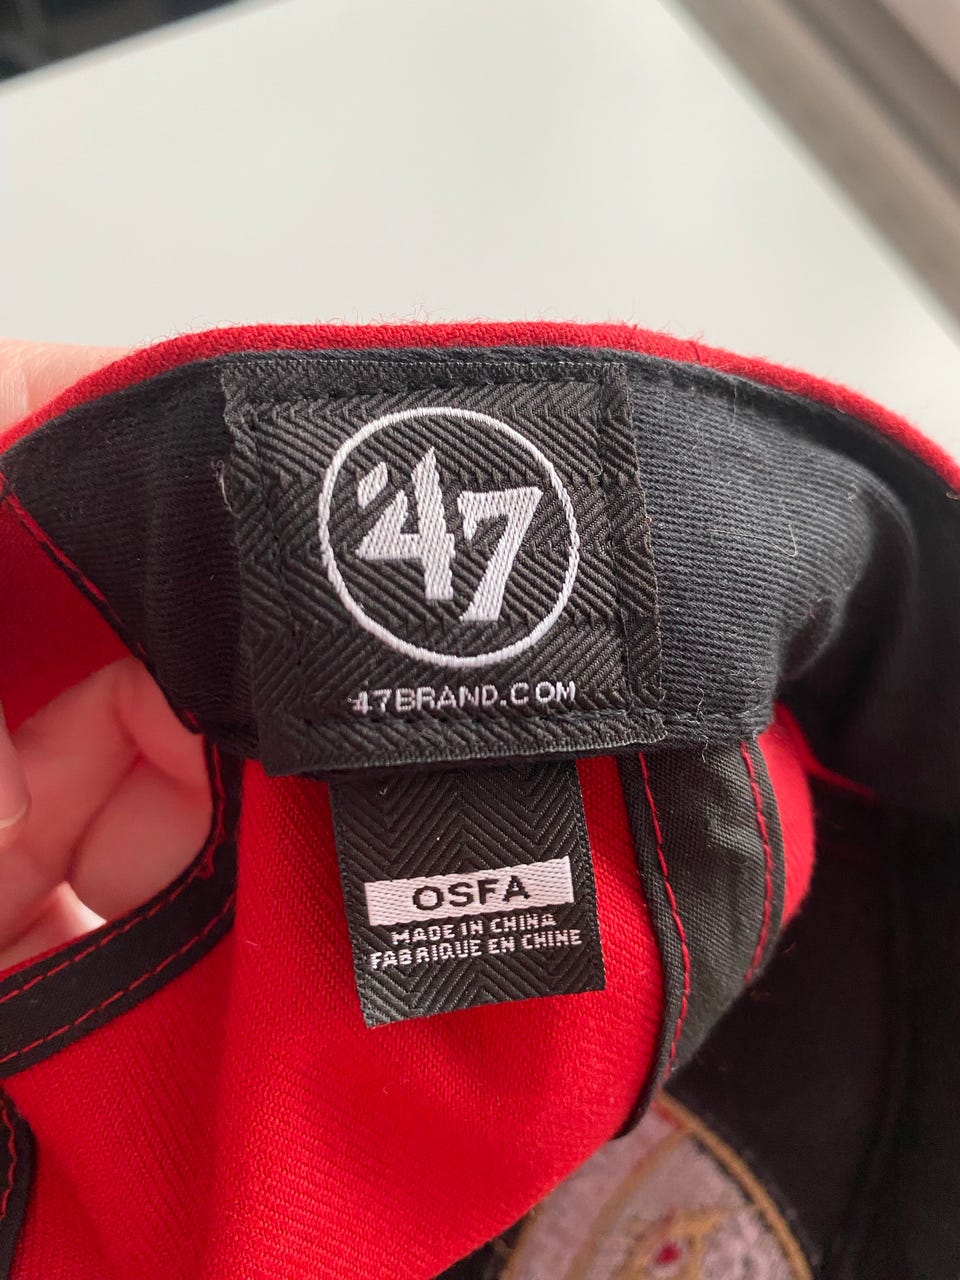 '47
47BRAND.COM
OSFA
MADE IN CHINA
FABRIQUE EN CHINE